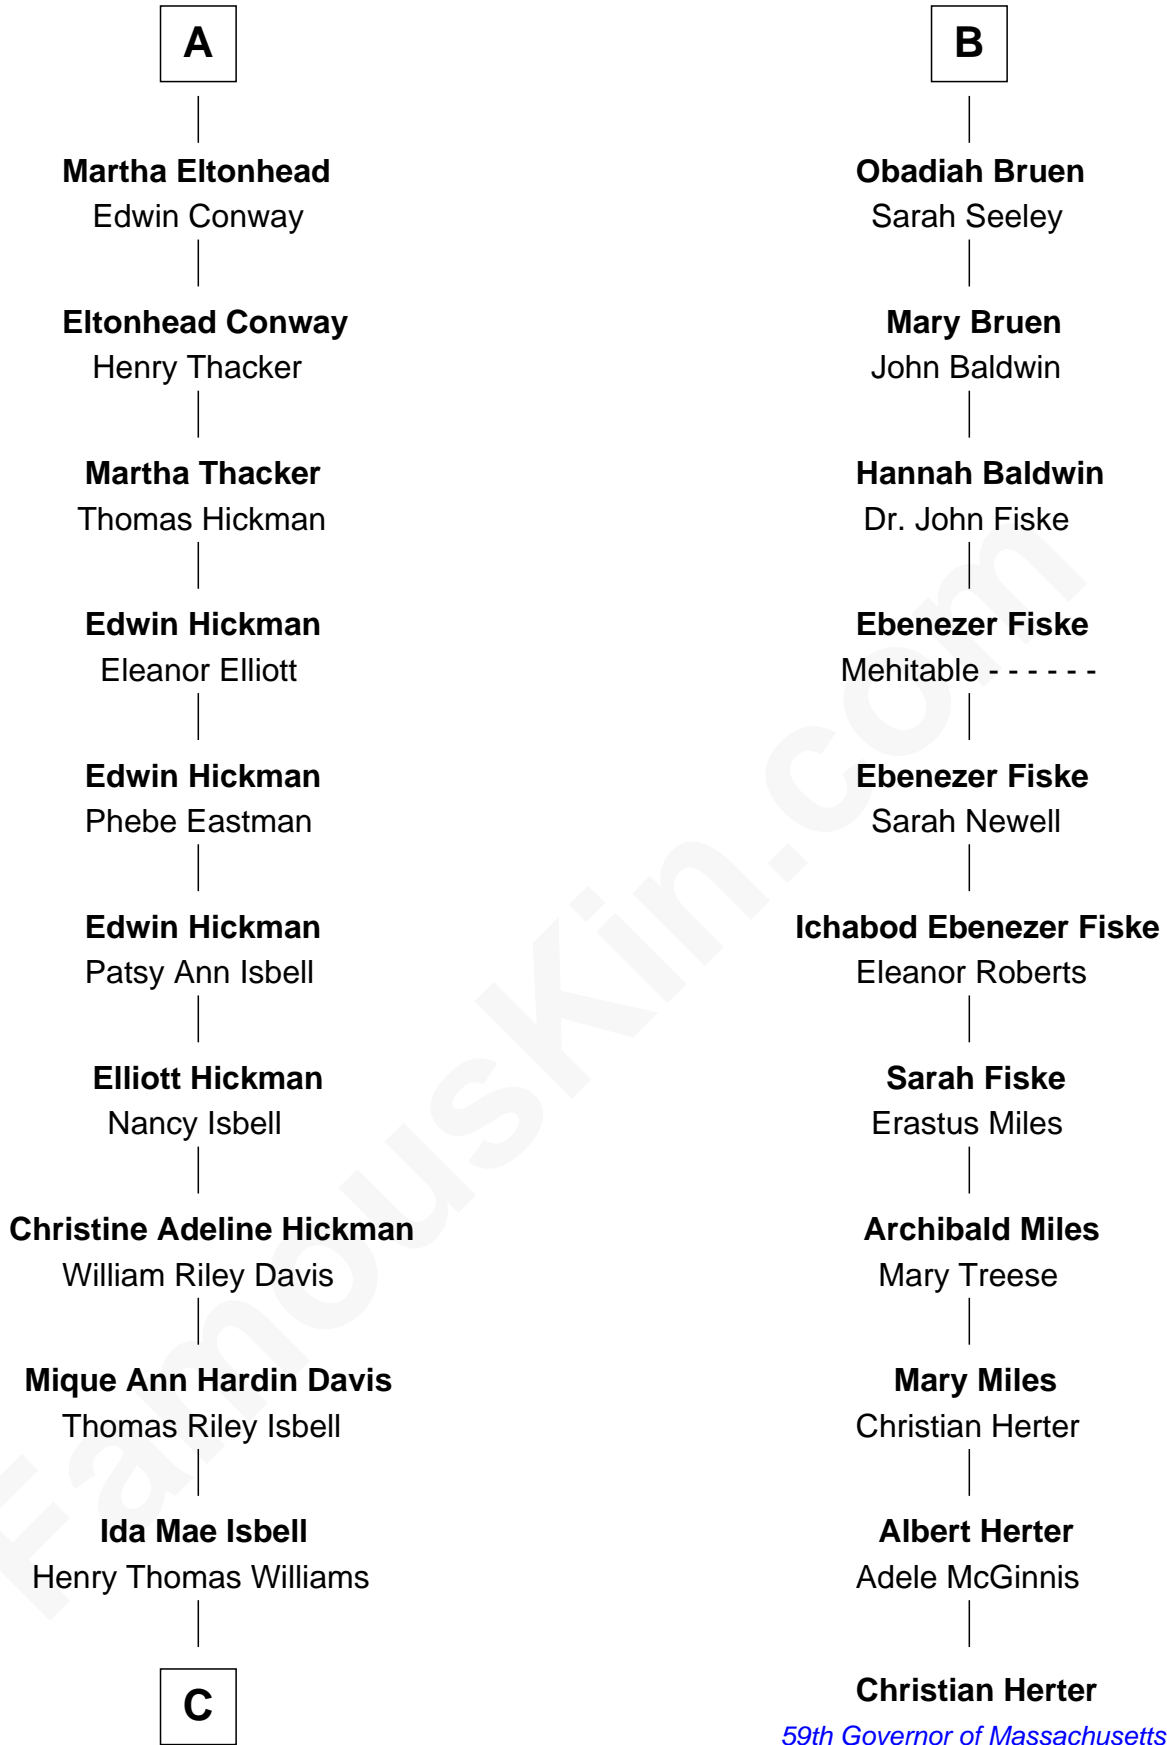 A
Martha Eltonhead
Edwin Conway
Eltonhead Conway
Henry Thacker
Martha Thacker
Thomas Hickman
Edwin Hickman
Eleanor Elliott
Edwin Hickman
Phebe Eastman
Edwin Hickman
Patsy Ann Isbell
Elliott Hickman
Nancy Isbell
Christine Adeline Hickman
William Riley Davis
Mique Ann Hardin Davis
Thomas Riley Isbell
Ida Mae Isbell
Henry Thomas Williams
C
B
Obadiah Bruen
Sarah Seeley
Mary Bruen
John Baldwin
Hannah Baldwin
Dr. John Fiske
Ebenezer Fiske
Mehitable - - - - - -
Ebenezer Fiske
Sarah Newell
Ichabod Ebenezer Fiske
Eleanor Roberts
Sarah Fiske
Erastus Miles
Archibald Miles
Mary Treese
Mary Miles
Christian Herter
Albert Herter
Adele McGinnis
Christian Herter
59th Governor of Massachusetts
FamousKin.com